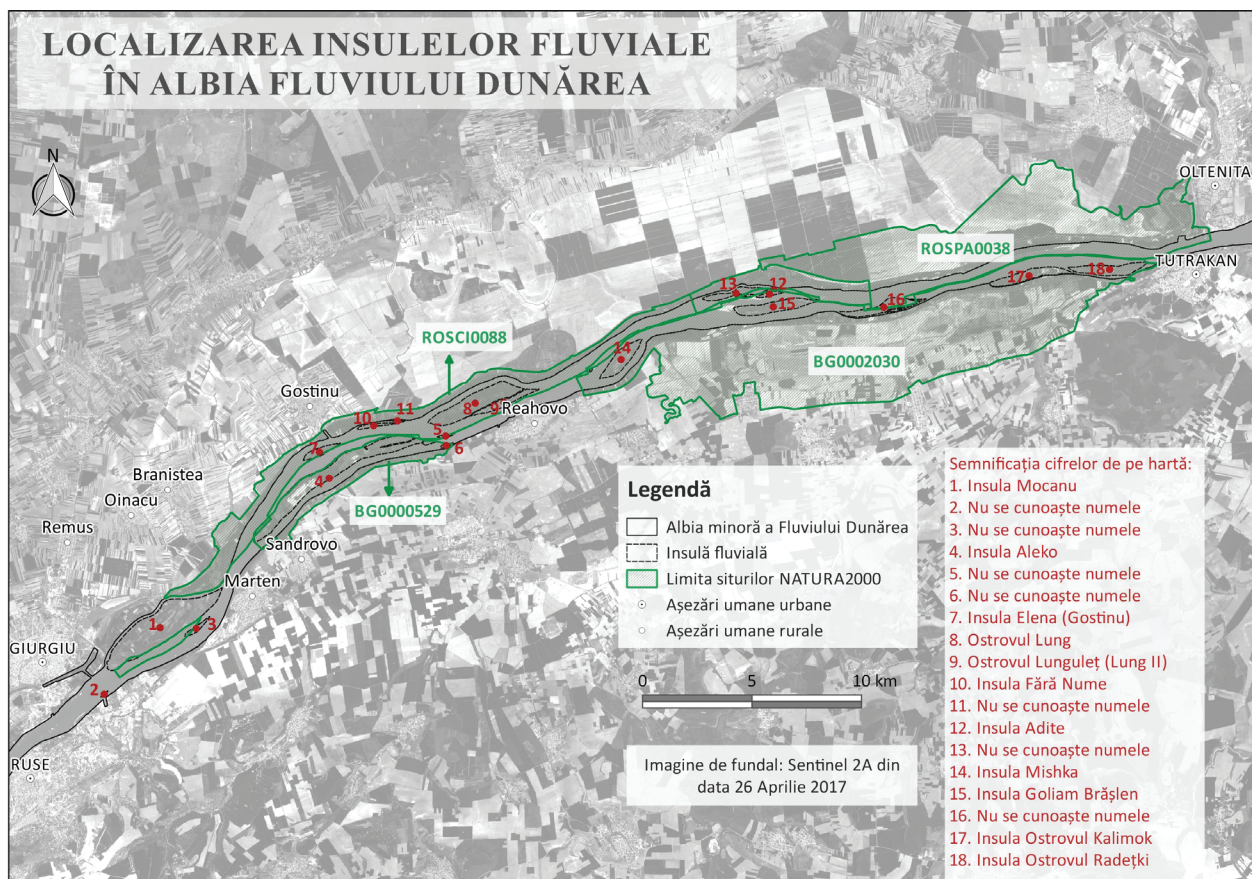 LOCALIZAREA INSULELOR FLUVIALE
ÎN ALBIA FLUVIULUI DUNĂREA
N
OLTENITA
ROSPA0038
TUTRAKAN
18
17
13
12
15
16
ROSCI0088
14
BG0002030
Gostinu
8
9
Reahovo
10
11
5
6
7
4
Branistea
Oinacu
BG0000529
Remus
Sandrovo
Marten
1
3
GIURGIU
2
RUSE
Legendă
Albia minoră a Fluviului Dunărea
Insulă fluvială
Limita siturilor NATURA2000
Așezări umane urbane
Așezări umane rurale
0 5 10 km
Imagine de fundal: Sentinel 2A din
data 26 Aprilie 2017
Semnificația cifrelor de pe hartă:
1. Insula Mocanu
2. Nu se cunoaște numele
3. Nu se cunoaște numele
4. Insula Aleko
5. Nu se cunoaște numele
6. Nu se cunoaște numele
7. Insula Elena (Gostinu)
8. Ostrovul Lung
9. Ostrovul Lunguleț (Lung II)
10. Insula Fără Nume
11. Nu se cunoaște numele
12. Insula Adite
13. Nu se cunoaște numele
14. Insula Mishka
15. Insula Goliam Brășlen
16. Nu se cunoaște numele
17. Insula Ostrovul Kalimok
18. Insula Ostrovul Radețki